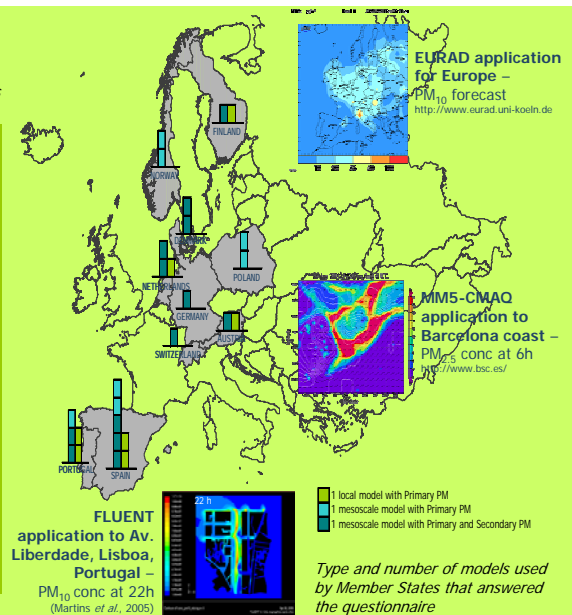 EURAD application
for Europe –
PM10 forecast
http://www.eurad.uni-koeln.de
FINLAND
NORWAY
DENMARK
POLAND
NETHERLANDS
GERMANY
AUSTRIA
SWITZERLAND
MM5-CMAQ
application to
Barcelona coast –
PM2.5 conc at 6h
http://www.bsc.es/
PORTUGAL
SPAIN
22 h
FLUENT
application to Av.
Liberdade, Lisboa,
Portugal –
PM10 conc at 22h
(Martins et al., 2005)
1 local model with Primary PM
1 mesoscale model with Primary PM
1 mesoscale model with Primary and Secondary PM
Type and number of models used
by Member States that answered
the questionnaire